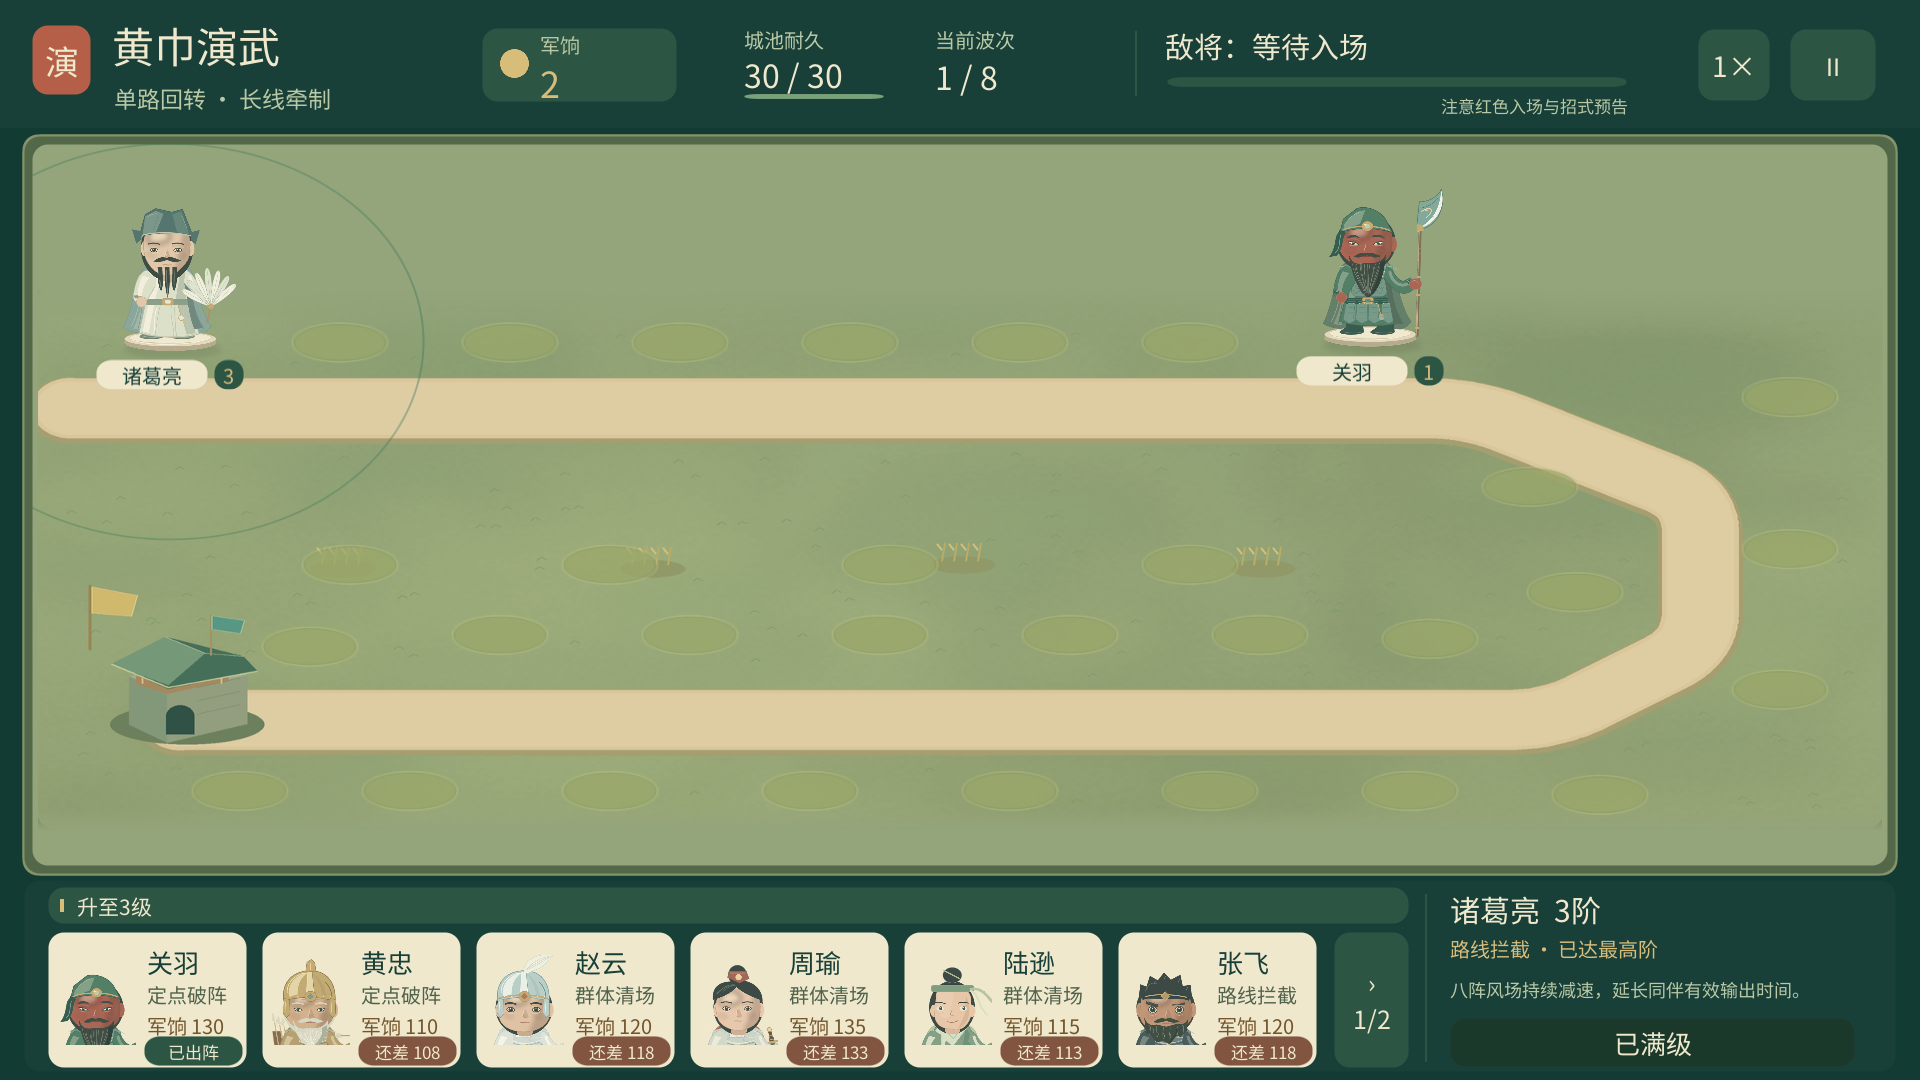 演
黄巾演武
单路回转 · 长线牵制
军饷
2
城池耐久
30 / 30
当前波次
1 / 8
敌将：等待入场
注意红色入场与招式预告
1×
II
诸葛亮 3
关羽 1
升至3级
关羽
定点破阵
军饷 130
已出阵
黄忠
定点破阵
军饷 110
还差 108
赵云
群体清场
军饷 120
还差 118
周瑜
群体清场
军饷 135
还差 133
陆逊
群体清场
军饷 115
还差 113
张飞
路线拦截
军饷 120
还差 118
›
1/2
诸葛亮 3阶
路线拦截 · 已达最高阶
八阵风场持续减速，延长同伴有效输出时间。
已满级